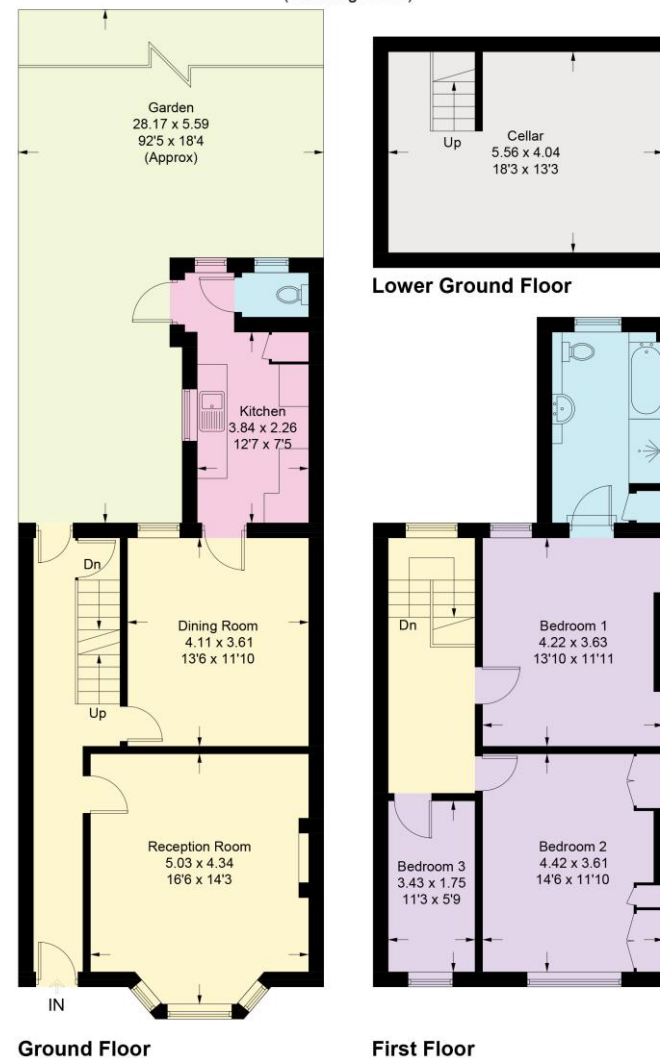 Garden
28.17 x 5.59
92'5 x 18'4
(Approx)
Up
Cellar
5.56 x 4.04
18'3 x 13'3
Lower Ground Floor
Kitchen
3.84 x 2.26
12'7 x 7'5
Dn
Dining Room
4.11 x 3.61
13'6 x 11'10
Up
Reception Room
5.03 x 4.34
16'6 x 14'3
IN
Ground Floor
Dn
Bedroom 1
4.22 x 3.63
13'10 x 11'11
Bedroom 2
4.42 x 3.61
14'6 x 11'10
Bedroom 3
3.43 x 1.75
11'3 x 5'9
First Floor